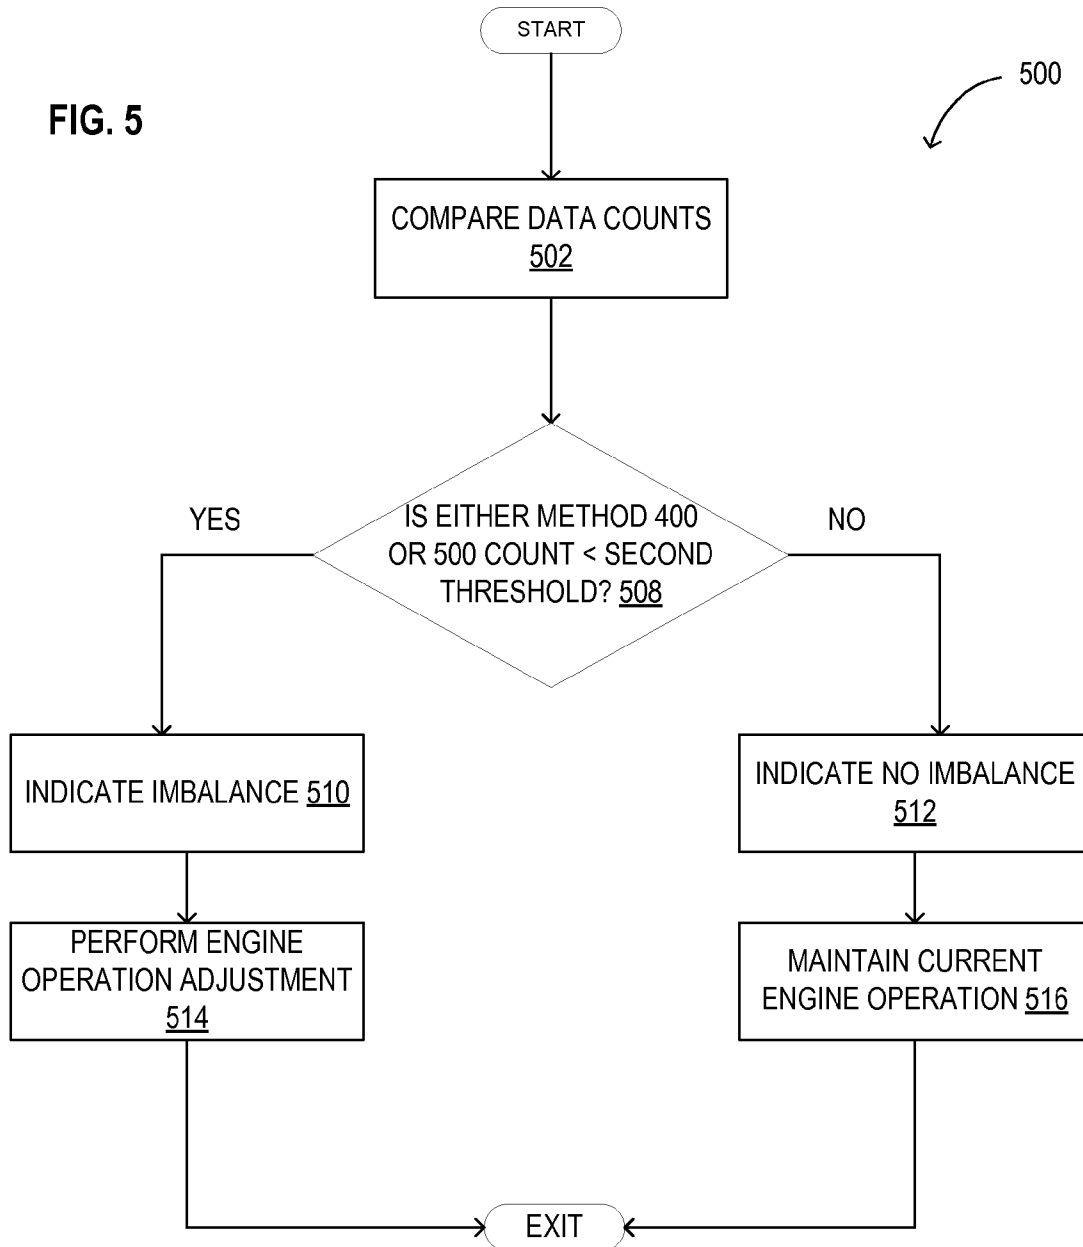 START
500
FIG. 5
COMPARE DATA COUNTS
502
YES
IS EITHER METHOD 400
OR 500 COUNT < SECOND
THRESHOLD? 508
NO
INDICATE IMBALANCE 510
INDICATE NO IMBALANCE
512
PERFORM ENGINE
OPERATION ADJUSTMENT
514
MAINTAIN CURRENT
ENGINE OPERATION 516
EXIT